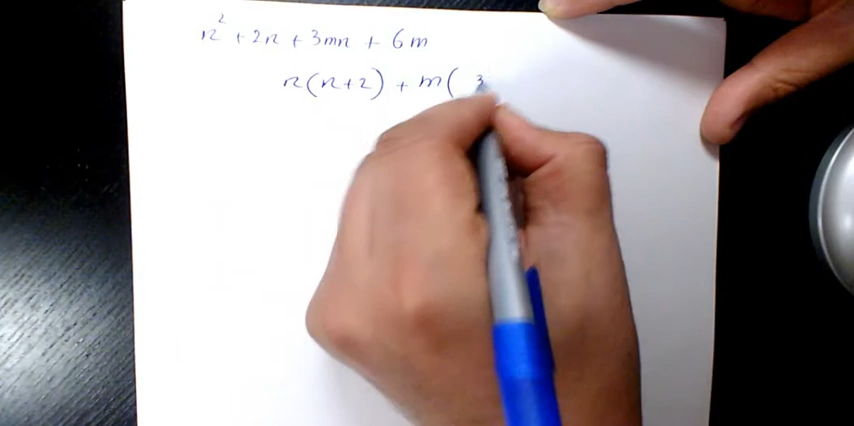 n² + 2n + 3mn + 6m
n(n+2) + m( 3